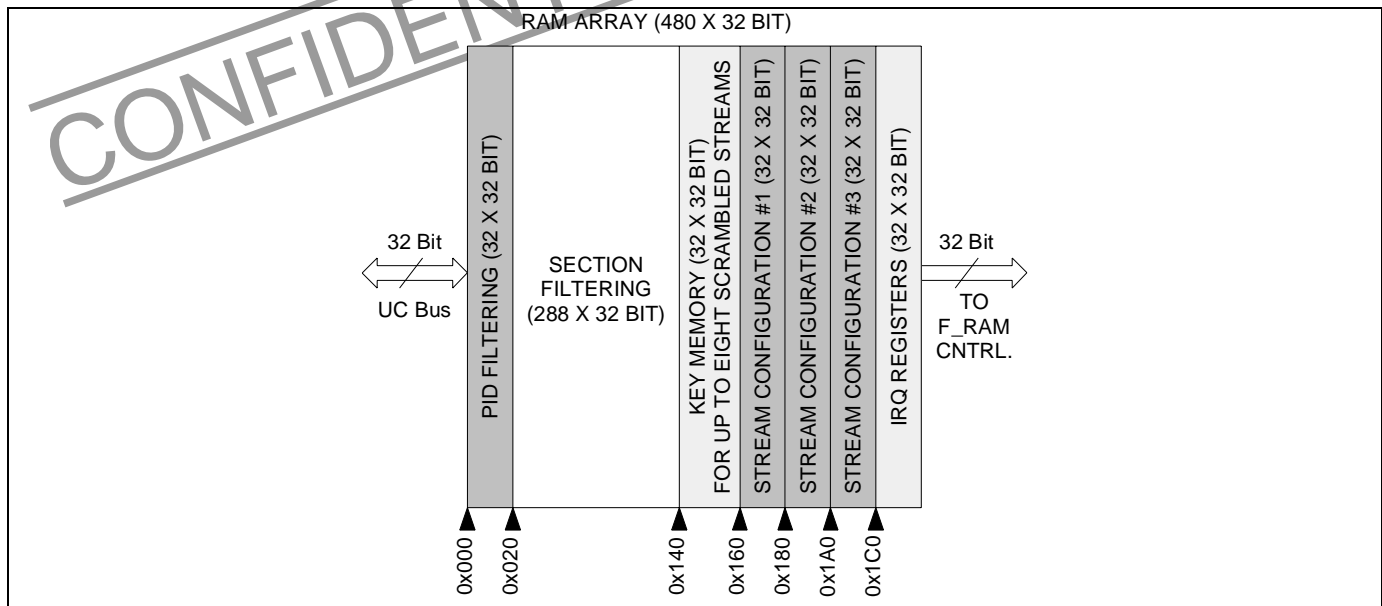 RAM ARRAY (480 X 32 BIT)
CONFIDENT
32 Bit
UC Bus
PID FILTERING (32 X 32 BIT)
SECTION
FILTERING
(288 X 32 BIT)
KEY MEMORY (32 X 32 BIT)
FOR UP TO EIGHT SCRAMBLED STREAMS
STREAM CONFIGURATION #1 (32 X 32 BIT)
STREAM CONFIGURATION #2 (32 X 32 BIT)
STREAM CONFIGURATION #3 (32 X 32 BIT)
IRQ REGISTERS (32 X 32 BIT)
32 Bit
TO
F_RAM
CNTRL.
0x000
0x020
0x140
0x160
0x180
0x1A0
0x1C0